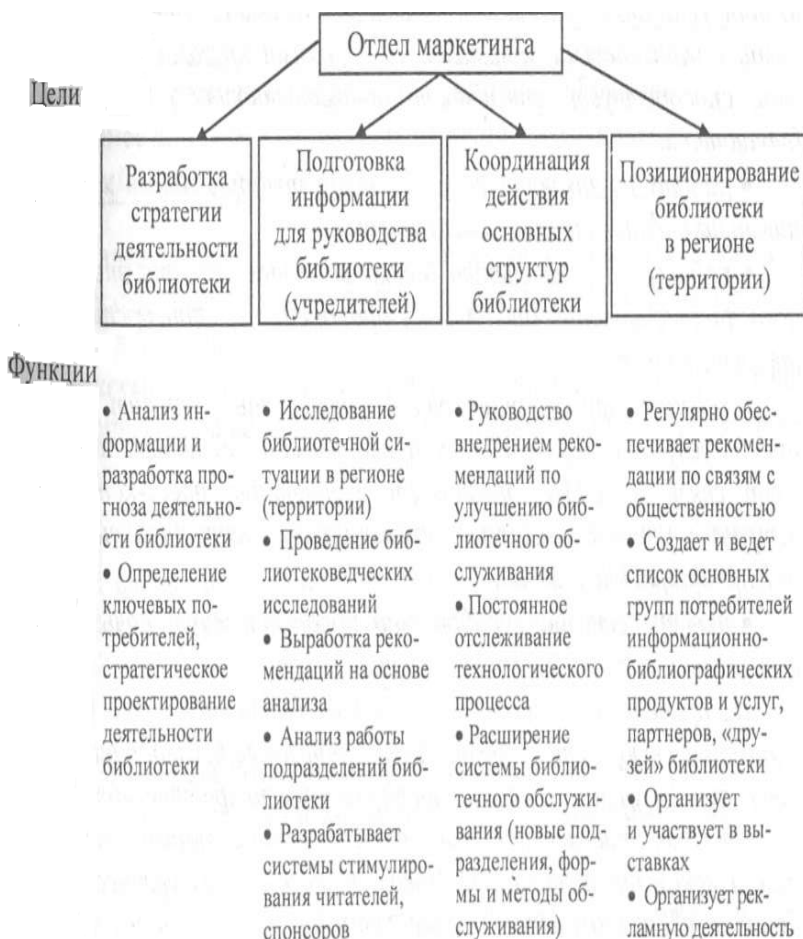 Отдел маркетинга
Цели
Разработка
стратегии
деятельности
библиотеки
Подготовка
информации
для руководства
библиотеки
(учредителей)
Координация
действия
основных
структур
библиотеки
Позиционирование
библиотеки
в регионе
(территории)
Функции
• Анализ ин-
формации и
разработка про-
гноза деятельно-
сти библиотеки
• Определение
ключевых по-
требителей,
стратегическое
проектирование
деятельности
библиотеки
• Исследование
библиотечной си-
туации в регионе
(территории)
• Проведение биб-
лиотековедческих
исследований
• Выработка реко-
мендаций на основе
анализа
• Анализ работы
подразделений биб-
лиотеки
• Разрабатывает
системы стимулиро-
вания читателей,
спонсоров
• Руководство
внедрением реко-
мендаций по
улучшению биб-
лиотечного об-
служивания
• Постоянное
отслеживание
технологического
процесса
• Расширение
системы библио-
течного обслужи-
вания (новые под-
разделения, фор-
мы и методы об-
служивания)
• Регулярно обес-
печивает рекомен-
дации по связям с
общественностью
• Создает и ведет
список основных
групп потребителей
информационно-
библиографических
продуктов и услуг,
партнеров, «дру-
зей» библиотеки
• Организует
и участвует в вы-
ставках
• Организует рек-
ламную деятельность